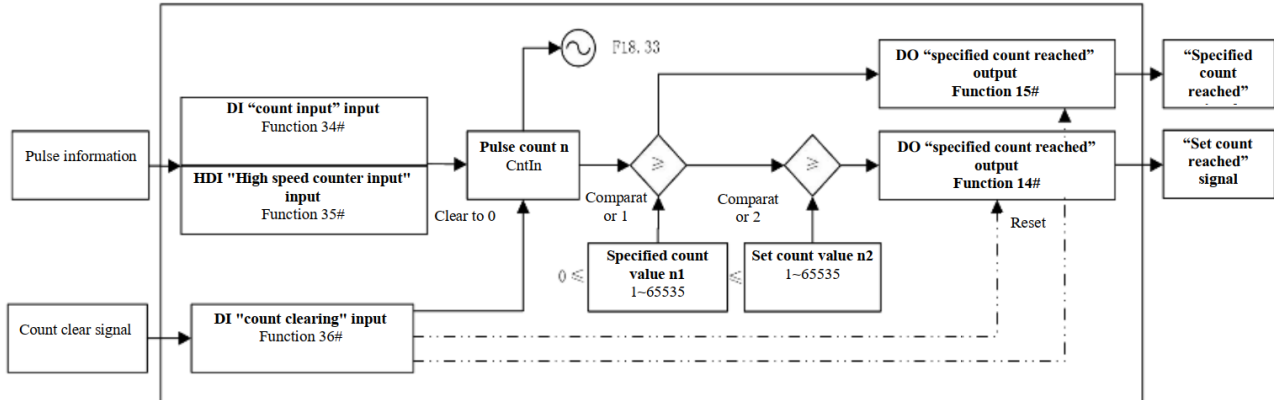 Pulse information
DI “count input” input
Function 34#
HDI "High speed counter input"
input
Function 35#
Clear to 0
Pulse count n
CntIn
F18.33
≥
Comparat
or 1
≥
Comparat
or 2
DO “specified count reached”
output
Function 15#
“Specified
count
reached”
DO “specified count reached”
output
Function 14#
“Set count
reached”
signal
Reset
0 ≤
Specified count
value n1
1~65535
≤
Set count value n2
1~65535
Count clear signal
DI "count clearing" input
Function 36#